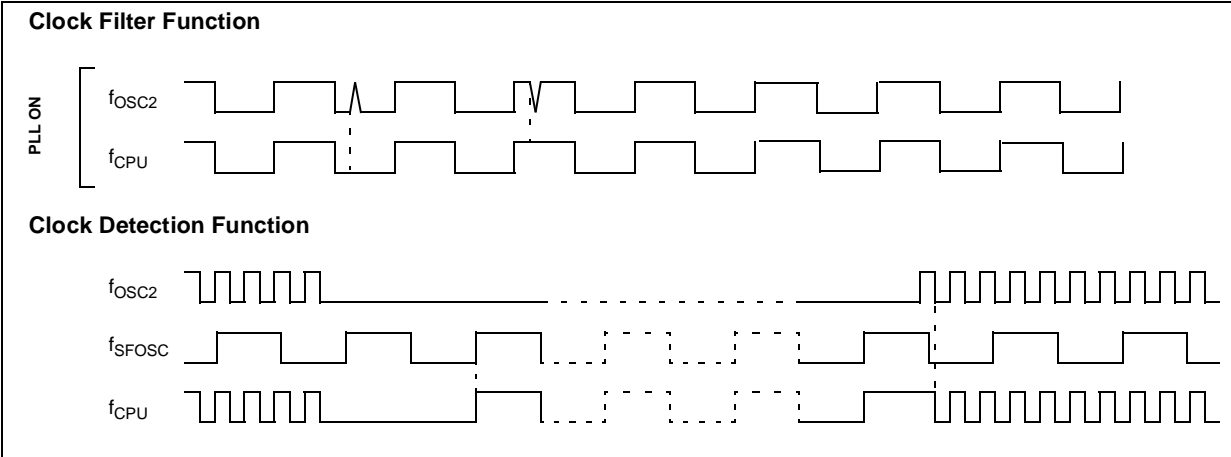 Clock Filter Function
PLL ON
fOSC2
fCPU
Clock Detection Function
fOSC2
fSFOSC
fCPU